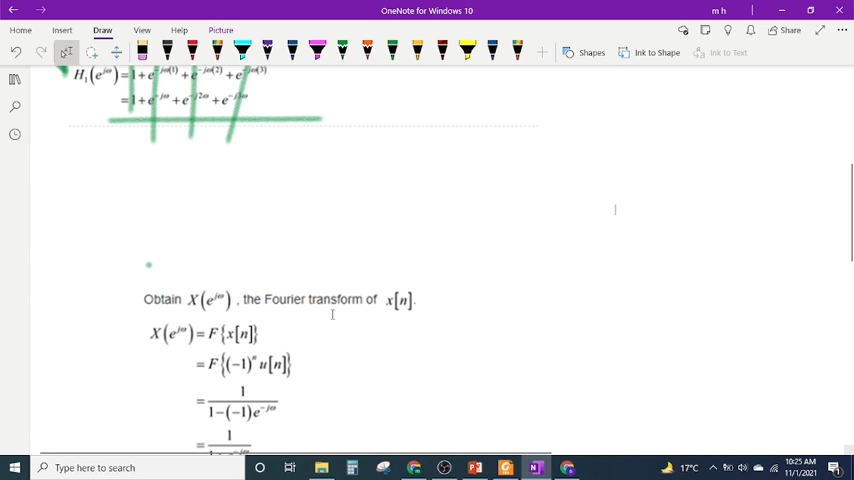 OneNote for Windows 10
m h
Home
Insert
Draw
View
Help
Picture
Share
Shapes
Ink to Shape
Ink to Text
H₁(e^{jω}) = 1 + e^{-jω(1)} + e^{-jω(2)} + e^{-jω(3)}
= 1 + e^{-jω} + e^{-j2ω} + e^{-j3ω}
Obtain X(e^{jω}), the Fourier transform of x[n].
X(e^{jω}) = F{x[n]}
= F{(-1)^n u[n]}
= 1/(1-(-1)e^{-jω})
= 1/(1+e^{-jω})
Type here to search
17°C
10:25 AM
11/1/2021